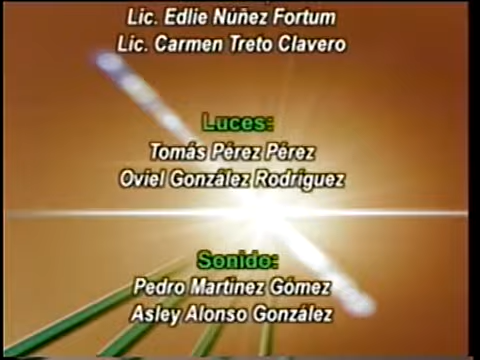 Lic. Edlie Núñez Fortum
Lic. Carmen Treto Clavero
Luces:
Tomás Pérez Pérez
Oviel González Rodríguez
Sonido:
Pedro Martínez Gómez
Asley Alonso González